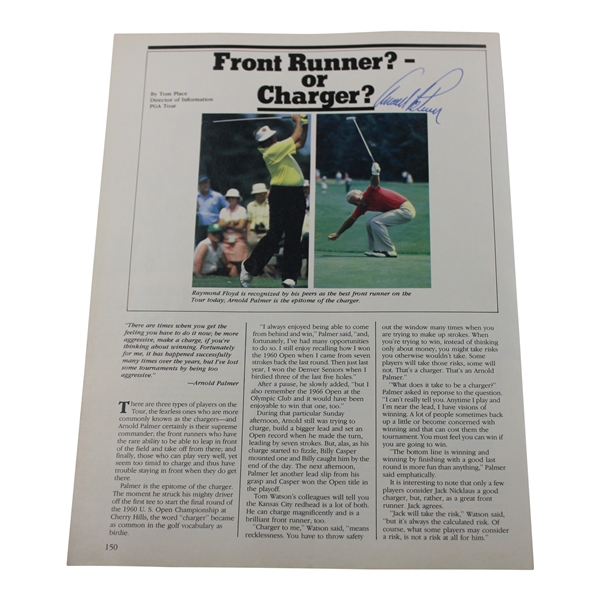 Front Runner? -
or
Charger?
Arnold Palmer
By Tom Place
Director of Information
PGA Tour
Raymond Floyd is recognized by his peers as the best front runner on the
Tour today; Arnold Palmer is the epitome of the charger.
"There are times when you get the
feeling you have to do it now; be more
aggressive, make a charge, if you're
thinking about winning. Fortunately
for me, it has happened successfully
many times over the years, but I've lost
some tournaments by being too
aggressive."
—Arnold Palmer
There are three types of players on the
Tour, the fearless ones who are more
commonly known as the chargers—and
Arnold Palmer certainly is their supreme
commander; the front runners who have
the rare ability to be able to leap in front
of the field and take off from there; and
finally, those who can play very well, yet
seem too timid to charge and thus have
trouble staying in front when they do get
there.
Palmer is the epitome of the charger.
The moment he struck his mighty driver
off the first tee to start the final round of
the 1960 U. S. Open Championship at
Cherry Hills, the word "charger" became
as common in the golf vocabulary as
birdie.
"I always enjoyed being able to come
from behind and win," Palmer said, "and,
fortunately, I've had many opportunities
to do so. I still enjoy recalling how I won
the 1960 Open when I came from seven
strokes back the last round. Then just last
year, I won the Denver Seniors when I
birdied three of the last five holes."
After a pause, he slowly added, "but I
also remember the 1966 Open at the
Olympic Club and it would have been
enjoyable to win that one, too."
During that particular Sunday
afternoon, Arnold still was trying to
charge, build a bigger lead and set an
Open record when he made the turn,
leading by seven strokes. But, alas, as his
charge started to fizzle, Billy Casper
mounted one and Billy caught him by the
end of the day. The next afternoon,
Palmer let another lead slip from his
grasp and Casper won the Open title in
the playoff.
Tom Watson's colleagues will tell you
the Kansas City redhead is a lot of both.
He can charge magnificently and is a
brilliant front runner, too.
"Charger to me," Watson said, "means
recklessness. You have to throw safety
out the window many times when you
are trying to make up strokes. When
you're trying to win, instead of thinking
only about money, you might take risks
you otherwise wouldn't take. Some
players will take those risks, some will
not. That's a charger. That's an Arnold
Palmer."
"What does it take to be a charger?"
Palmer asked in reponse to the question.
"I can't really tell you. Anytime I play and
I'm near the lead, I have visions of
winning. A lot of people sometimes back
up a little or become concerned with
winning and that can cost them the
tournament. You must feel you can win if
you are going to win.
"The bottom line is winning and
winning by finishing with a good last
round is more fun than anything," Palmer
said emphatically.
It is interesting to note that only a few
players consider Jack Nicklaus a good
charger, but, rather, as a great front
runner. Jack agrees.
"Jack will take the risk," Watson said,
"but it's always the calculated risk. Of
course, what some players may consider
a risk, is not a risk at all for him."
150